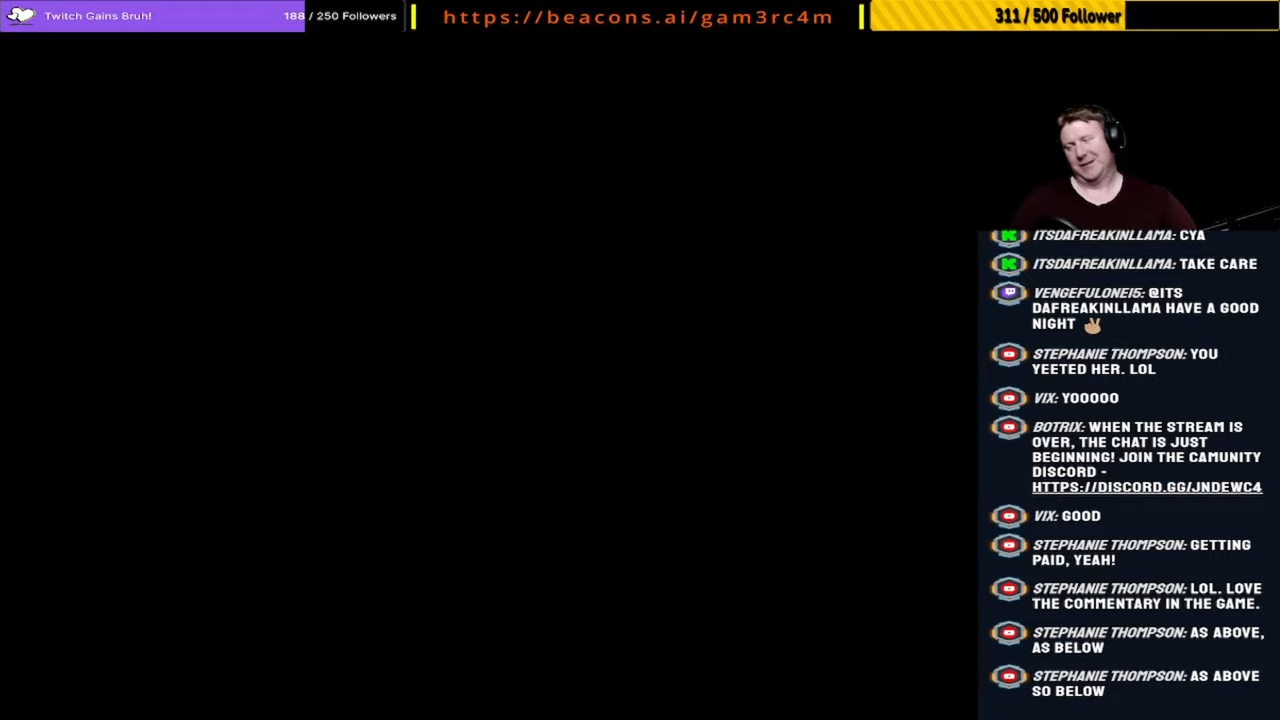 Twitch Gains Bruh!
188 / 250 Followers
https://beacons.ai/gam3rc4m
311 / 500 Follower
ITSDAFREAKINLLAMA: CYA
ITSDAFREAKINLLAMA: TAKE CARE
VENGEFULONE15: @ITS
DAFREAKINLLAMA HAVE A GOOD
NIGHT ✌🏼
STEPHANIE THOMPSON: YOU
YEETED HER. LOL
VIX: YOOOOO
BOTRIX: WHEN THE STREAM IS
OVER, THE CHAT IS JUST
BEGINNING! JOIN THE CAMUNITY
DISCORD -
HTTPS://DISCORD.GG/JNDEWC4
VIX: GOOD
STEPHANIE THOMPSON: GETTING
PAID, YEAH!
STEPHANIE THOMPSON: LOL. LOVE
THE COMMENTARY IN THE GAME.
STEPHANIE THOMPSON: AS ABOVE,
AS BELOW
STEPHANIE THOMPSON: AS ABOVE
SO BELOW